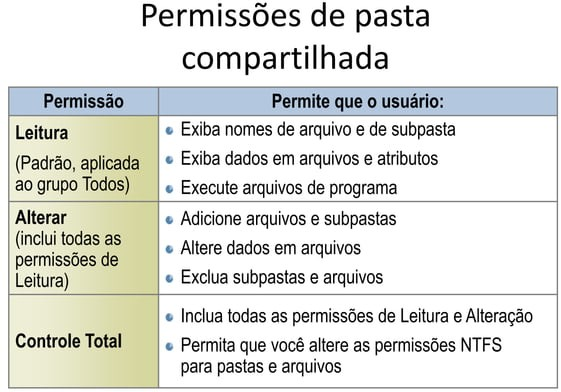 Permissões de pasta
compartilhada
Permissão
Permite que o usuário:
Leitura
(Padrão, aplicada
ao grupo Todos)
Exiba nomes de arquivo e de subpasta
Exiba dados em arquivos e atributos
Execute arquivos de programa
Alterar
(inclui todas as
permissões de
Leitura)
Adicione arquivos e subpastas
Altere dados em arquivos
Exclua subpastas e arquivos
Controle Total
Inclua todas as permissões de Leitura e Alteração
Permita que você altere as permissões NTFS
para pastas e arquivos